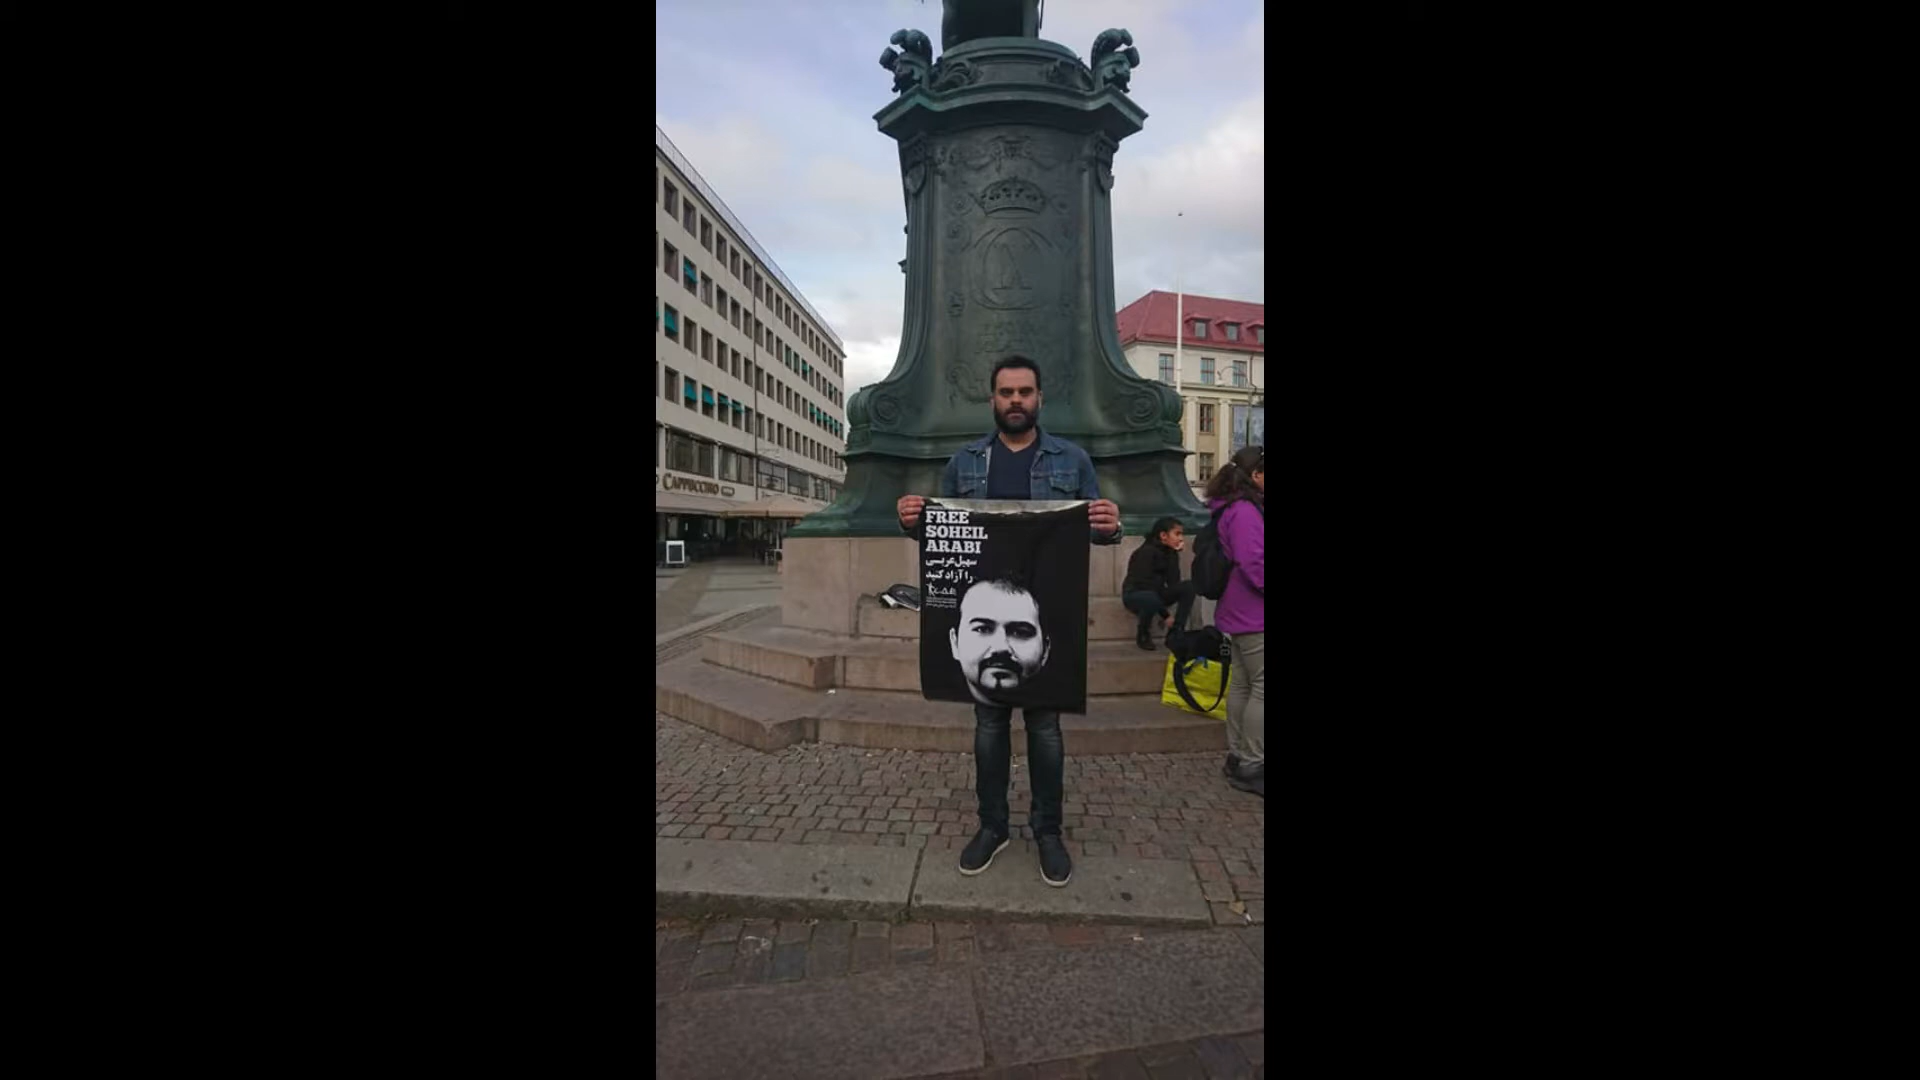 CAPPUCCINO
FREE
SOHEIL
ARABI
سهیل عربی
را آزاد کنید